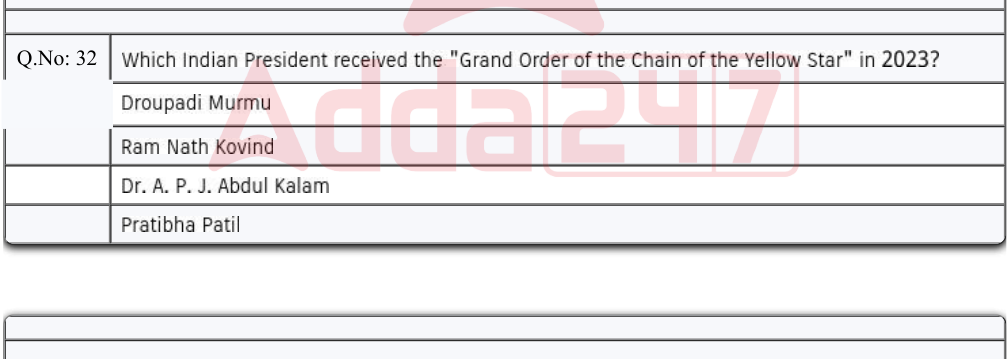 Q.No: 32 Which Indian President received the "Grand Order of the Chain of the Yellow Star" in 2023?
Droupadi Murmu
Ram Nath Kovind
Dr. A. P. J. Abdul Kalam
Pratibha Patil
Adda247